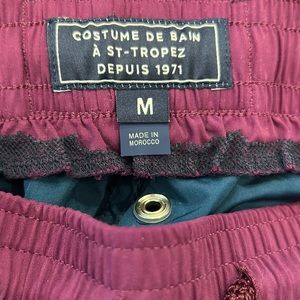 COSTUME DE BAIN
À ST-TROPEZ
DEPUIS 1971
M
MADE IN
MOROCCO